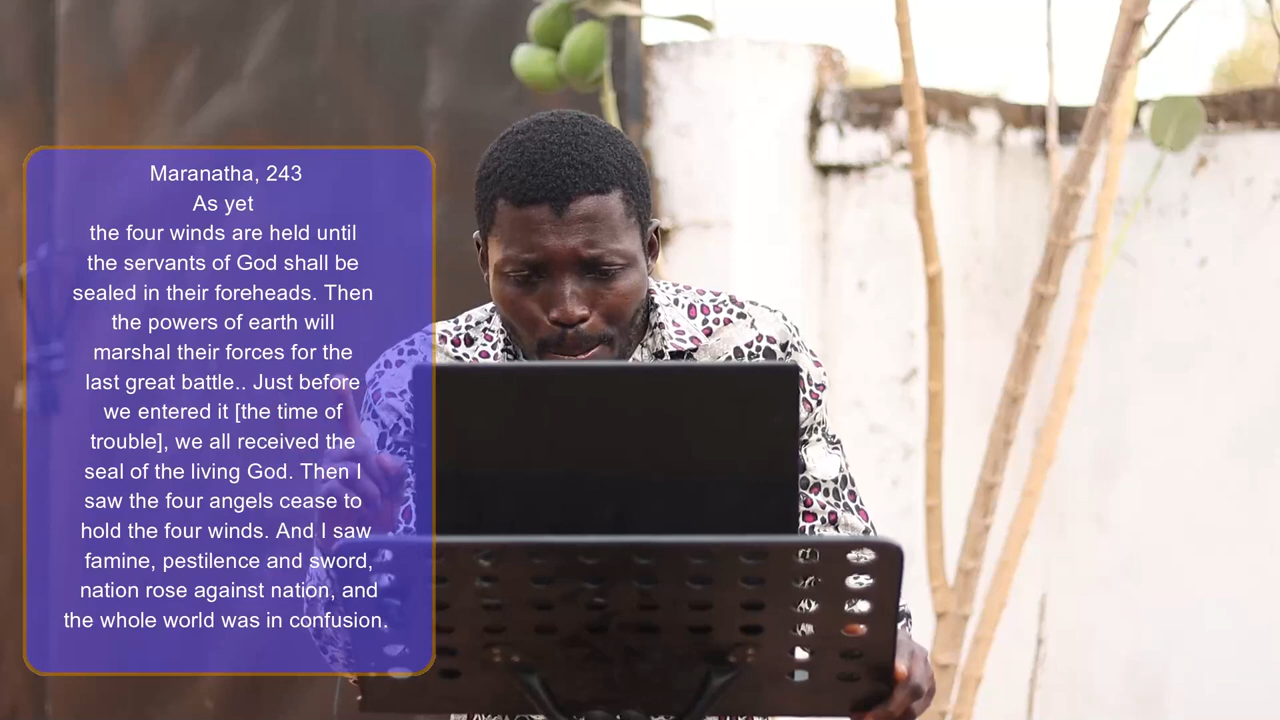 Maranatha, 243
As yet
the four winds are held until
the servants of God shall be
sealed in their foreheads. Then
the powers of earth will
marshal their forces for the
last great battle.. Just before
we entered it [the time of
trouble], we all received the
seal of the living God. Then I
saw the four angels cease to
hold the four winds. And I saw
famine, pestilence and sword,
nation rose against nation, and
the whole world was in confusion.